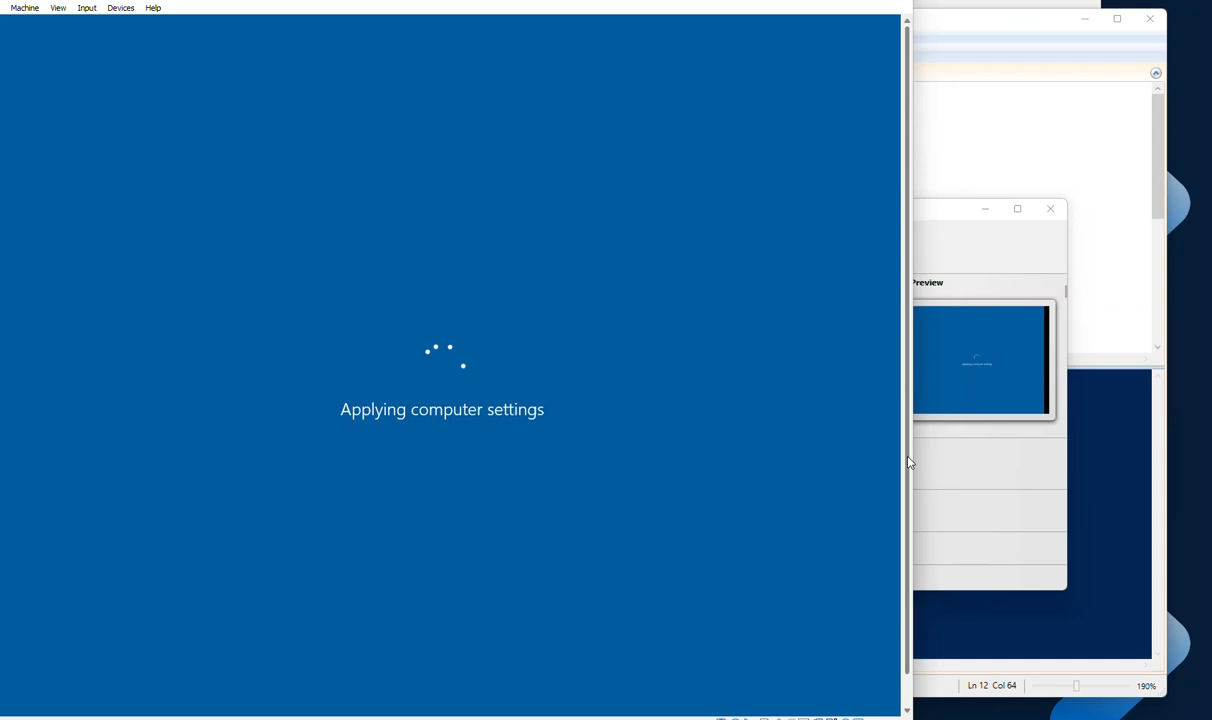 Machine View Input Devices Help
Preview
Applying computer settings
Ln 12 Col 64 190%